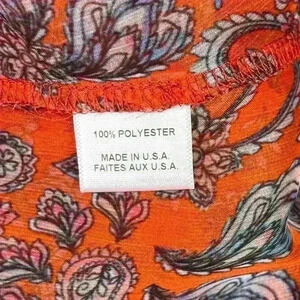 100% POLYESTER
MADE IN U.S.A.
FAITES AUX U.S.A.